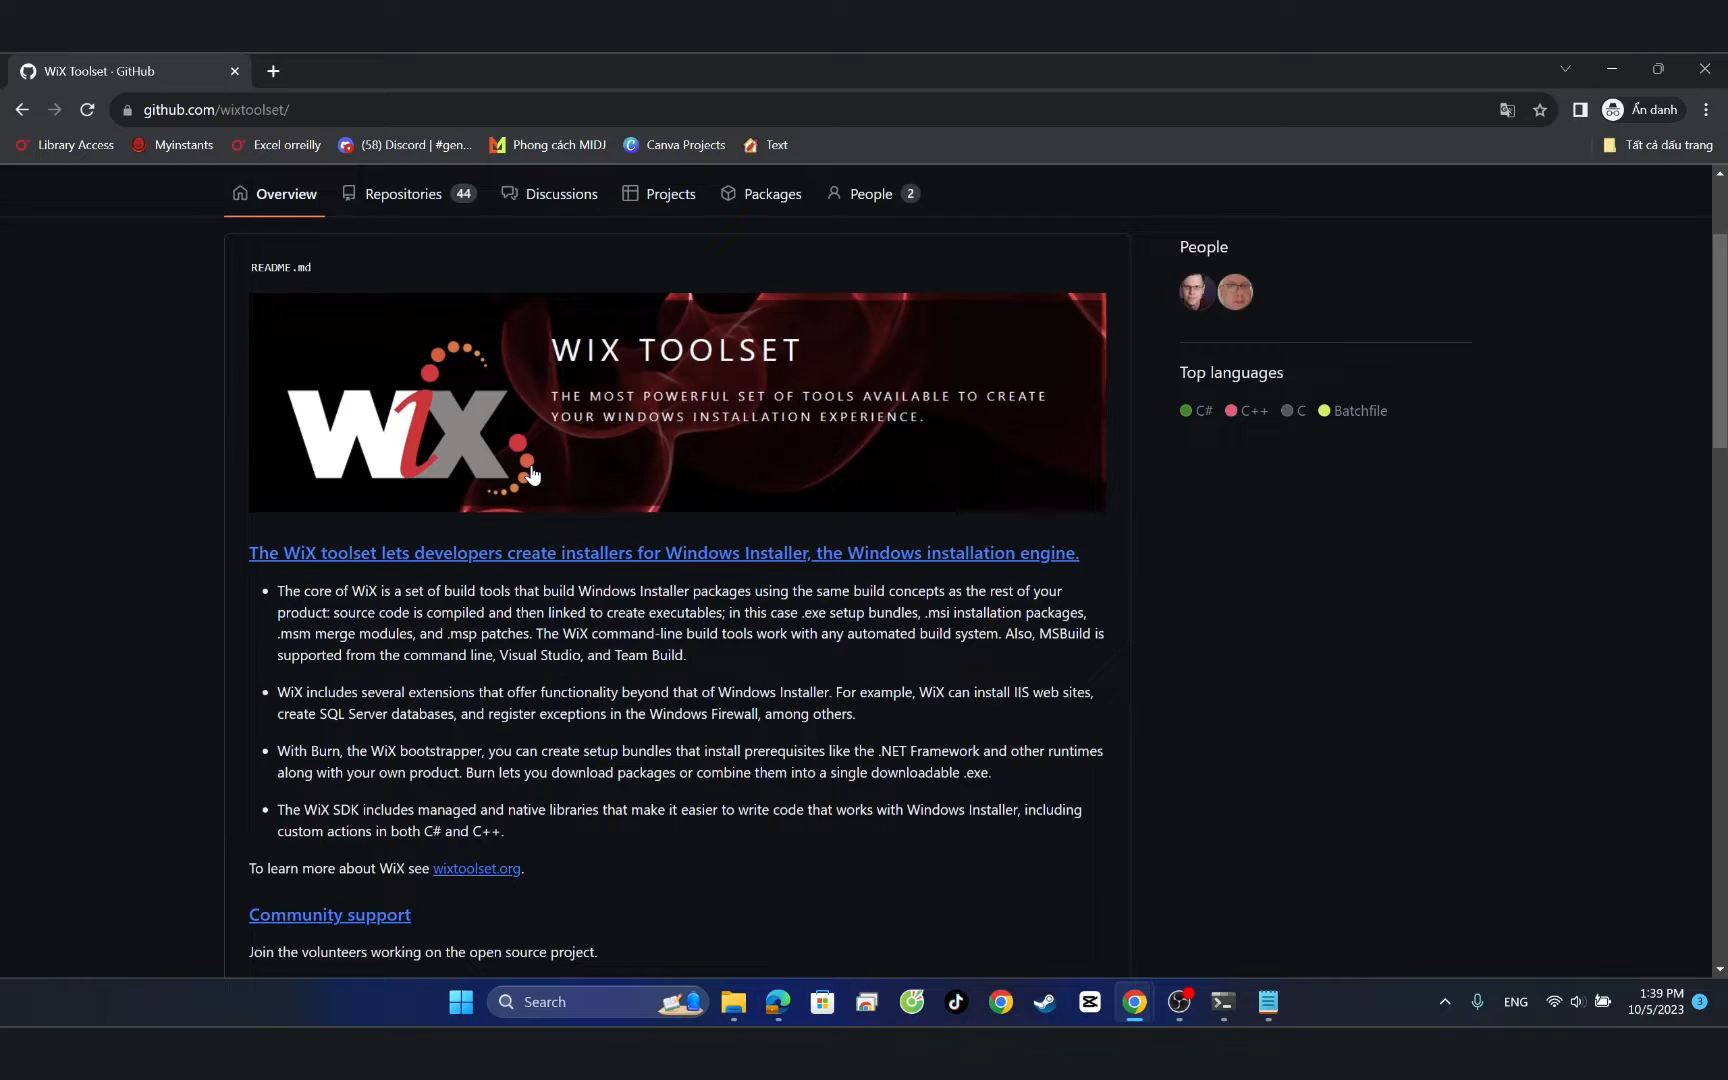 WiX Toolset · GitHub
github.com/wixtoolset/
Ẩn danh
Library Access
Myinstants
Excel orreilly
(58) Discord | #gen...
Phong cách MIDJ
Canva Projects
Text
Tất cả dấu trang
Overview
Repositories 44
Discussions
Projects
Packages
People 2
README.md
WiX
WIX TOOLSET
THE MOST POWERFUL SET OF TOOLS AVAILABLE TO CREATE
YOUR WINDOWS INSTALLATION EXPERIENCE.
The WiX toolset lets developers create installers for Windows Installer, the Windows installation engine.
The core of WiX is a set of build tools that build Windows Installer packages using the same build concepts as the rest of your
product: source code is compiled and then linked to create executables; in this case .exe setup bundles, .msi installation packages,
.msm merge modules, and .msp patches. The WiX command-line build tools work with any automated build system. Also, MSBuild is
supported from the command line, Visual Studio, and Team Build.
WiX includes several extensions that offer functionality beyond that of Windows Installer. For example, WiX can install IIS web sites,
create SQL Server databases, and register exceptions in the Windows Firewall, among others.
With Burn, the WiX bootstrapper, you can create setup bundles that install prerequisites like the .NET Framework and other runtimes
along with your own product. Burn lets you download packages or combine them into a single downloadable .exe.
The WiX SDK includes managed and native libraries that make it easier to write code that works with Windows Installer, including
custom actions in both C# and C++.
To learn more about WiX see wixtoolset.org.
Community support
Join the volunteers working on the open source project.
People
Top languages
C# C++ C Batchfile
Search
ENG
1:39 PM
10/5/2023
3